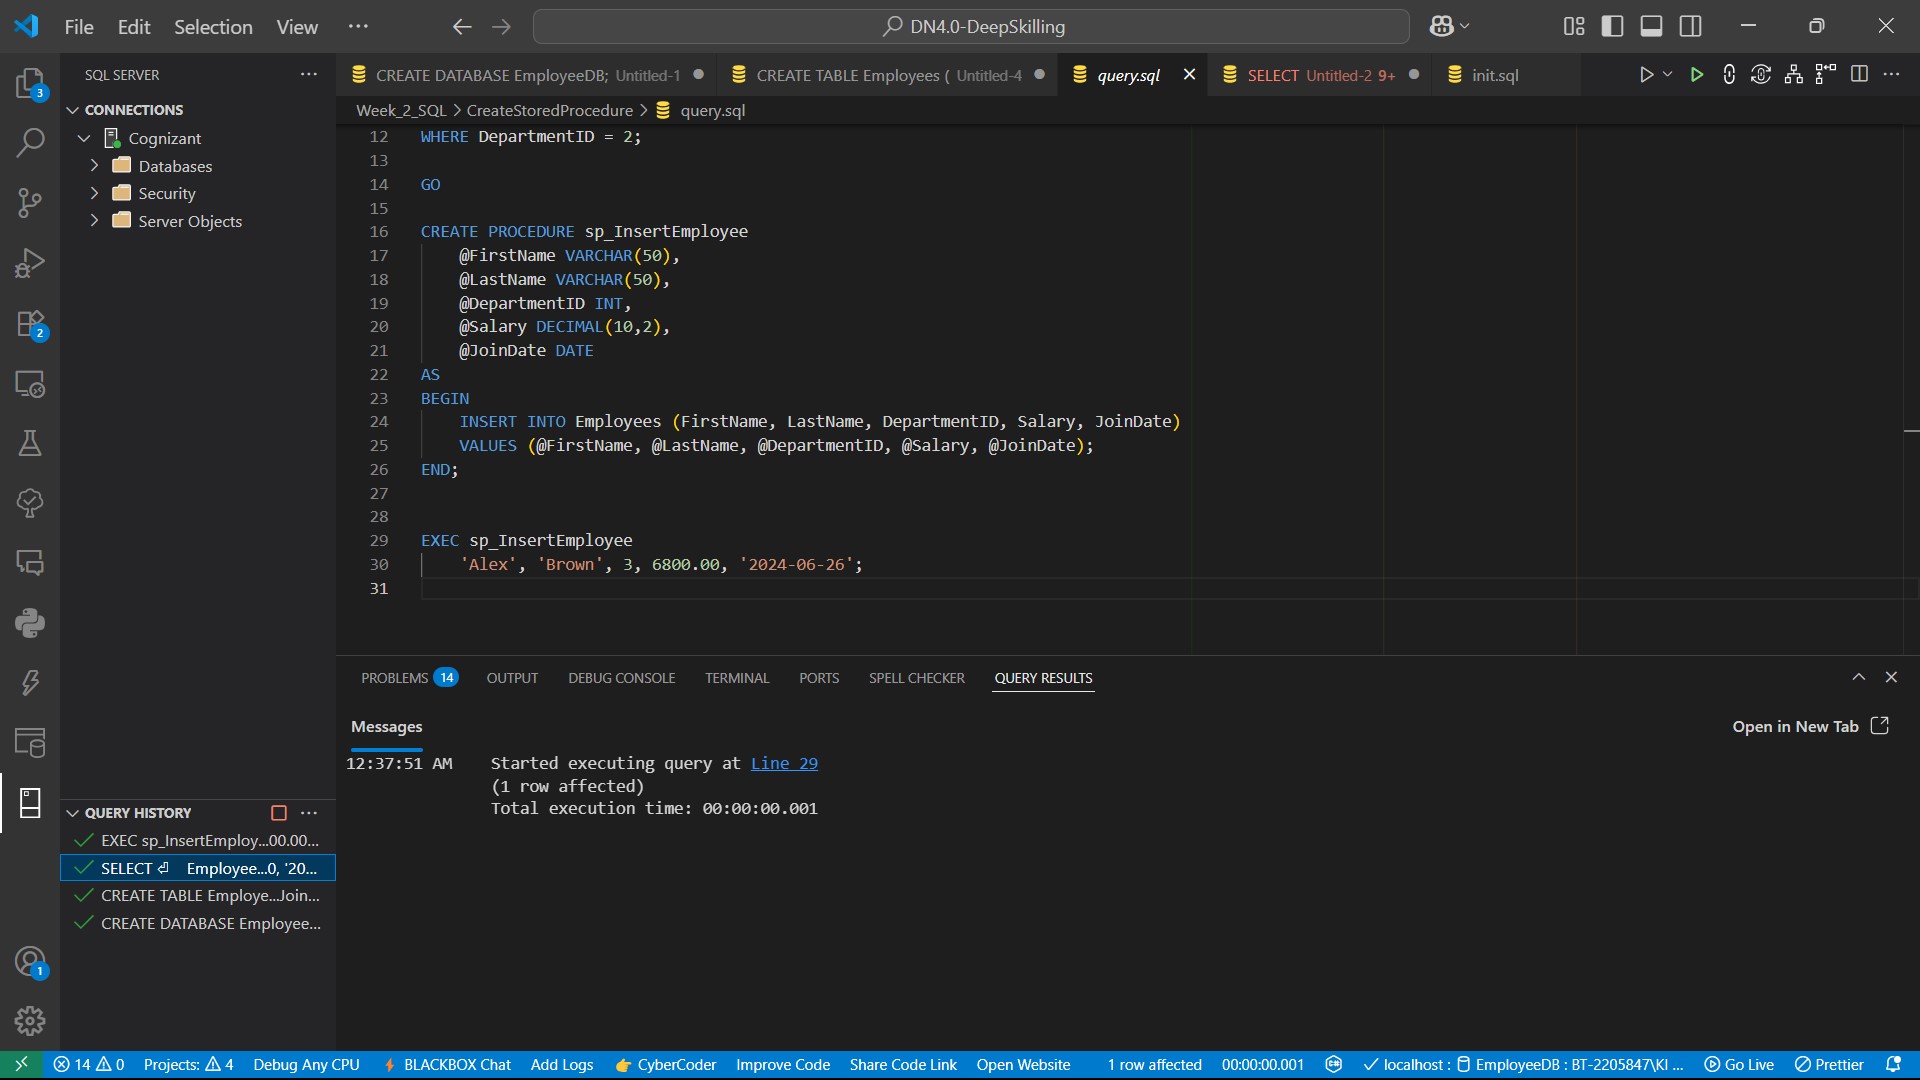 File Edit Selection View ··· DN4.0-DeepSkilling
SQL SERVER ···
CREATE DATABASE EmployeeDB; Untitled-1
CREATE TABLE Employees ( Untitled-4
query.sql
SELECT Untitled-2 9+
init.sql
Week_2_SQL > CreateStoredProcedure > query.sql
CONNECTIONS
Cognizant
Databases
Security
Server Objects
12 WHERE DepartmentID = 2;
13
14 GO
15
16 CREATE PROCEDURE sp_InsertEmployee
17 @FirstName VARCHAR(50),
18 @LastName VARCHAR(50),
19 @DepartmentID INT,
20 @Salary DECIMAL(10,2),
21 @JoinDate DATE
22 AS
23 BEGIN
24 INSERT INTO Employees (FirstName, LastName, DepartmentID, Salary, JoinDate)
25 VALUES (@FirstName, @LastName, @DepartmentID, @Salary, @JoinDate);
26 END;
27
28
29 EXEC sp_InsertEmployee
30 'Alex', 'Brown', 3, 6800.00, '2024-06-26';
31
PROBLEMS 14 OUTPUT DEBUG CONSOLE TERMINAL PORTS SPELL CHECKER QUERY RESULTS
Messages
Open in New Tab
12:37:51 AM Started executing query at Line 29
(1 row affected)
Total execution time: 00:00:00.001
QUERY HISTORY ···
EXEC sp_InsertEmploy...00.00...
SELECT ⏎ Employee...0, '20...
CREATE TABLE Employe...Join...
CREATE DATABASE Employee...
3
2
1
14 0 Projects: 4 Debug Any CPU BLACKBOX Chat Add Logs CyberCoder Improve Code Share Code Link Open Website 1 row affected 00:00:00.001 localhost : EmployeeDB : BT-2205847\KI ... Go Live Prettier